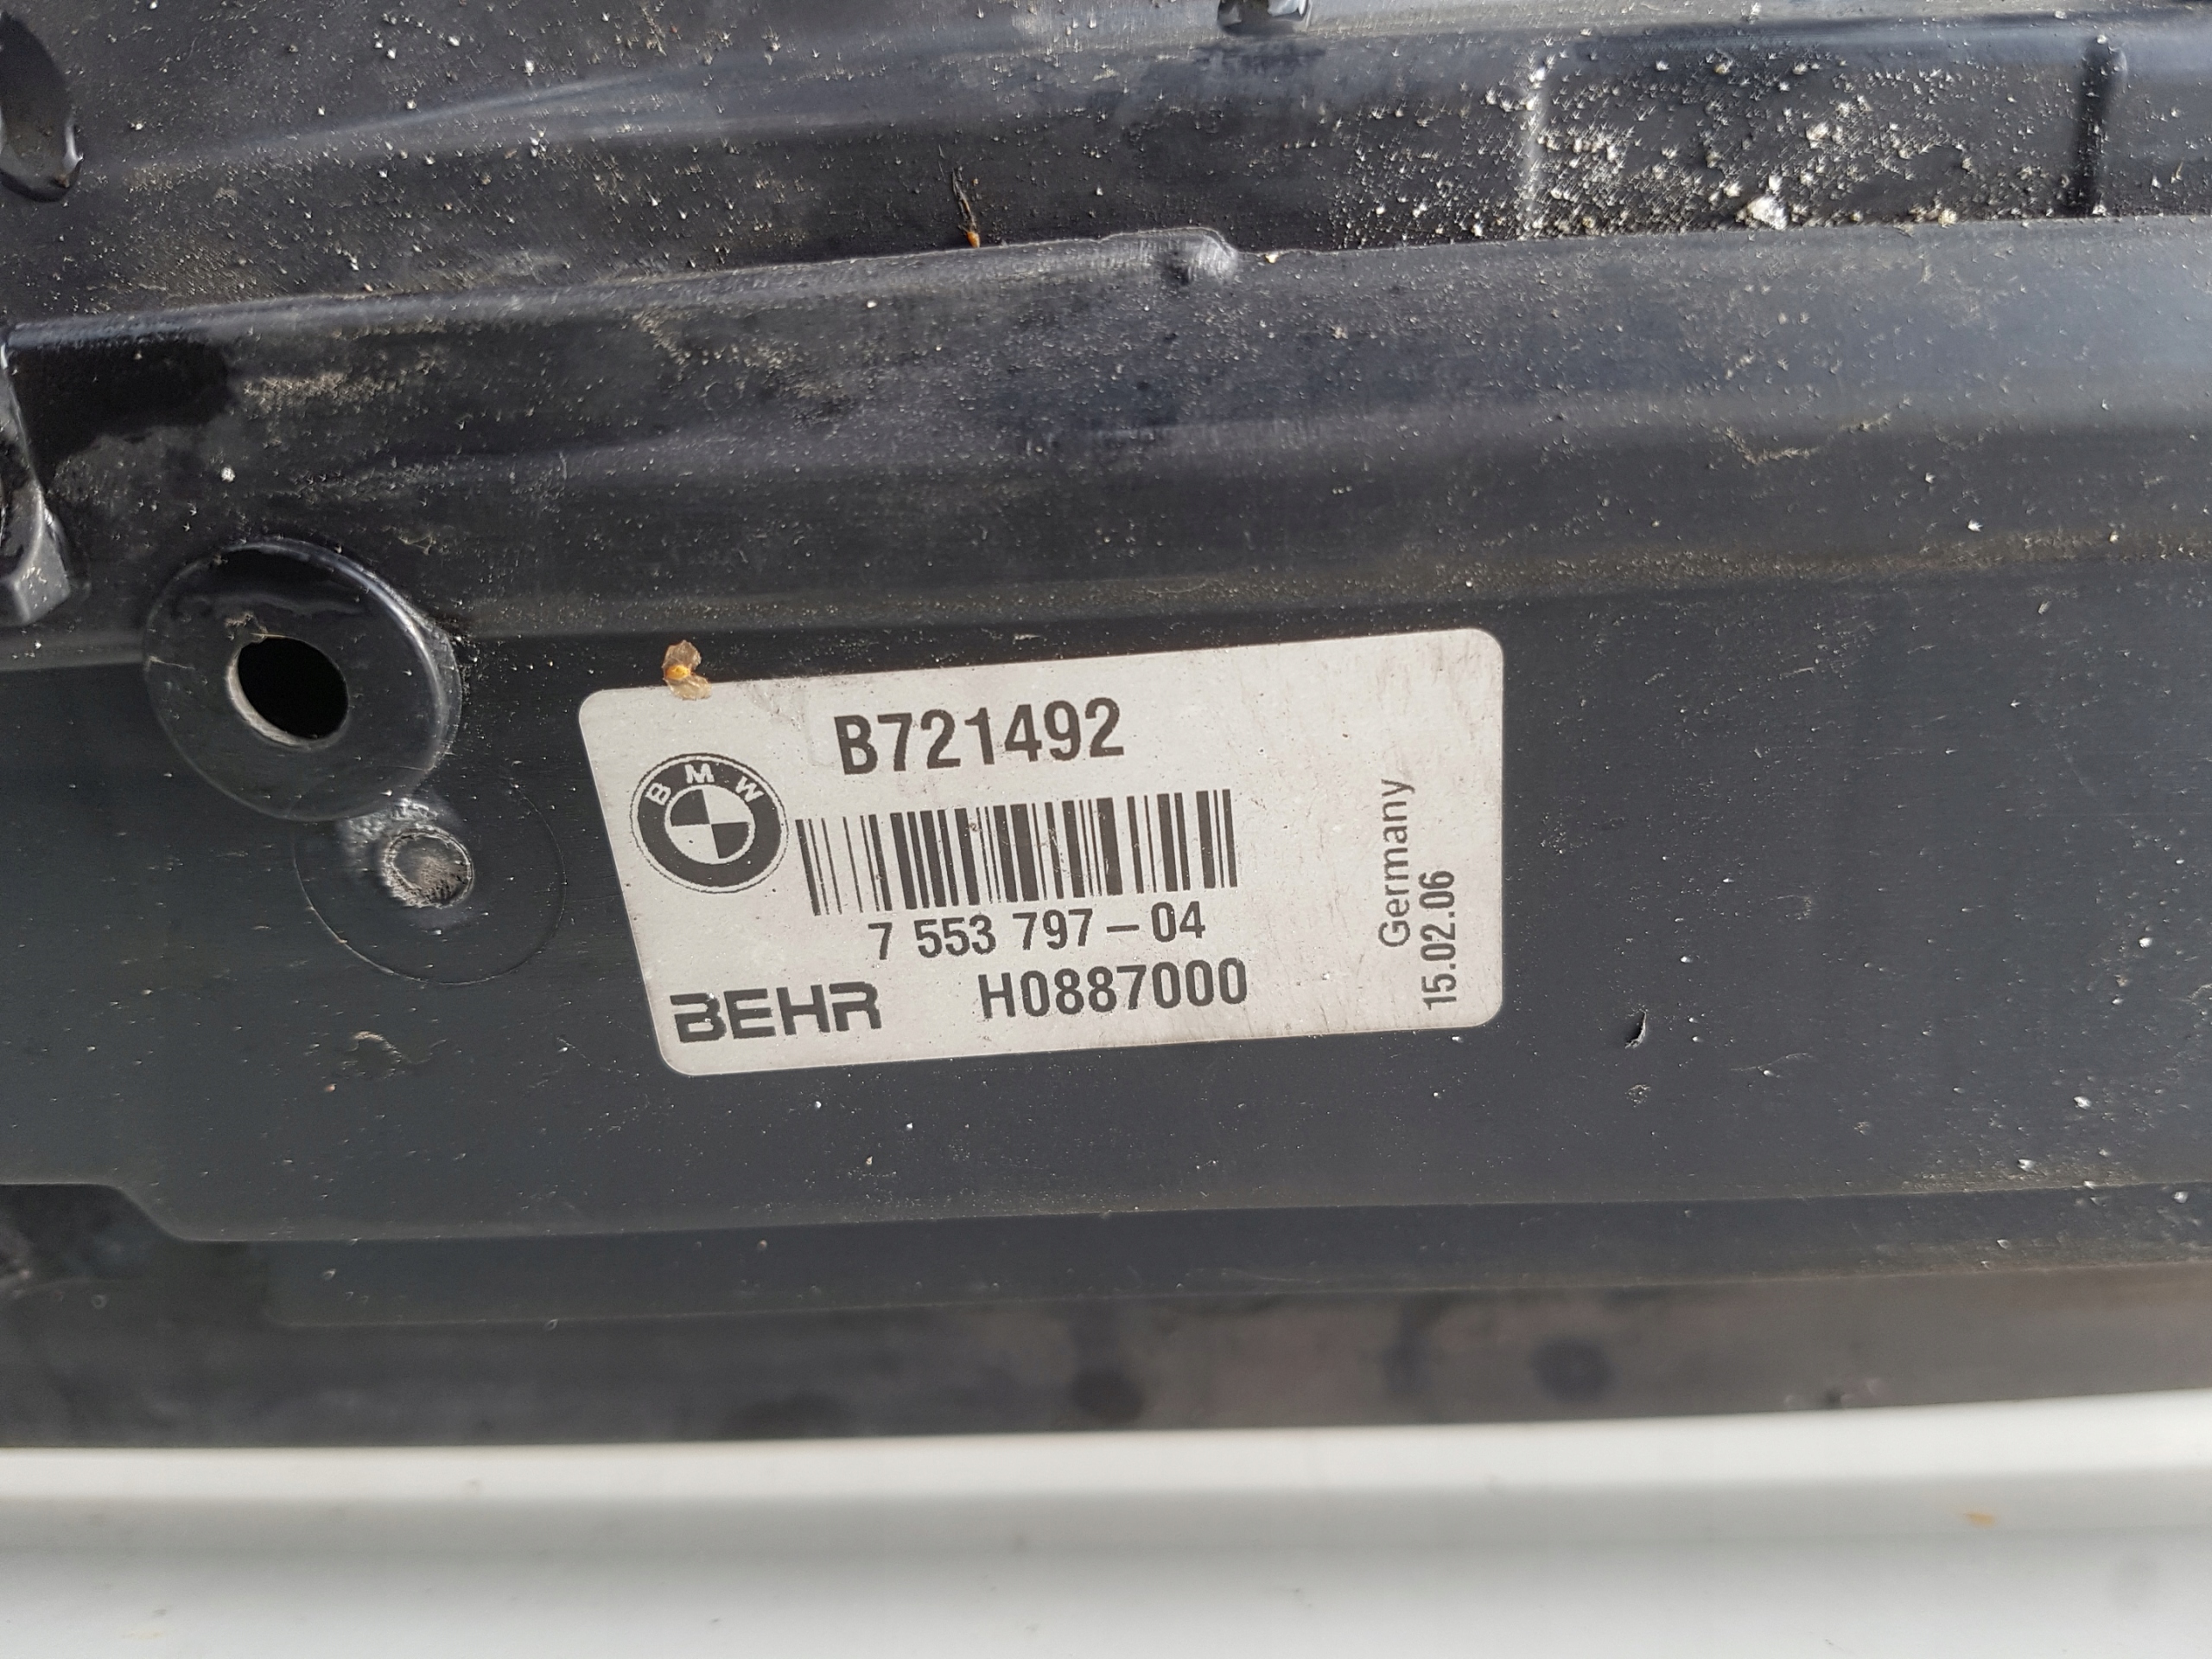 B721492
BMW
7 553 797-04
BEHR H0887000
Germany
15.02.06